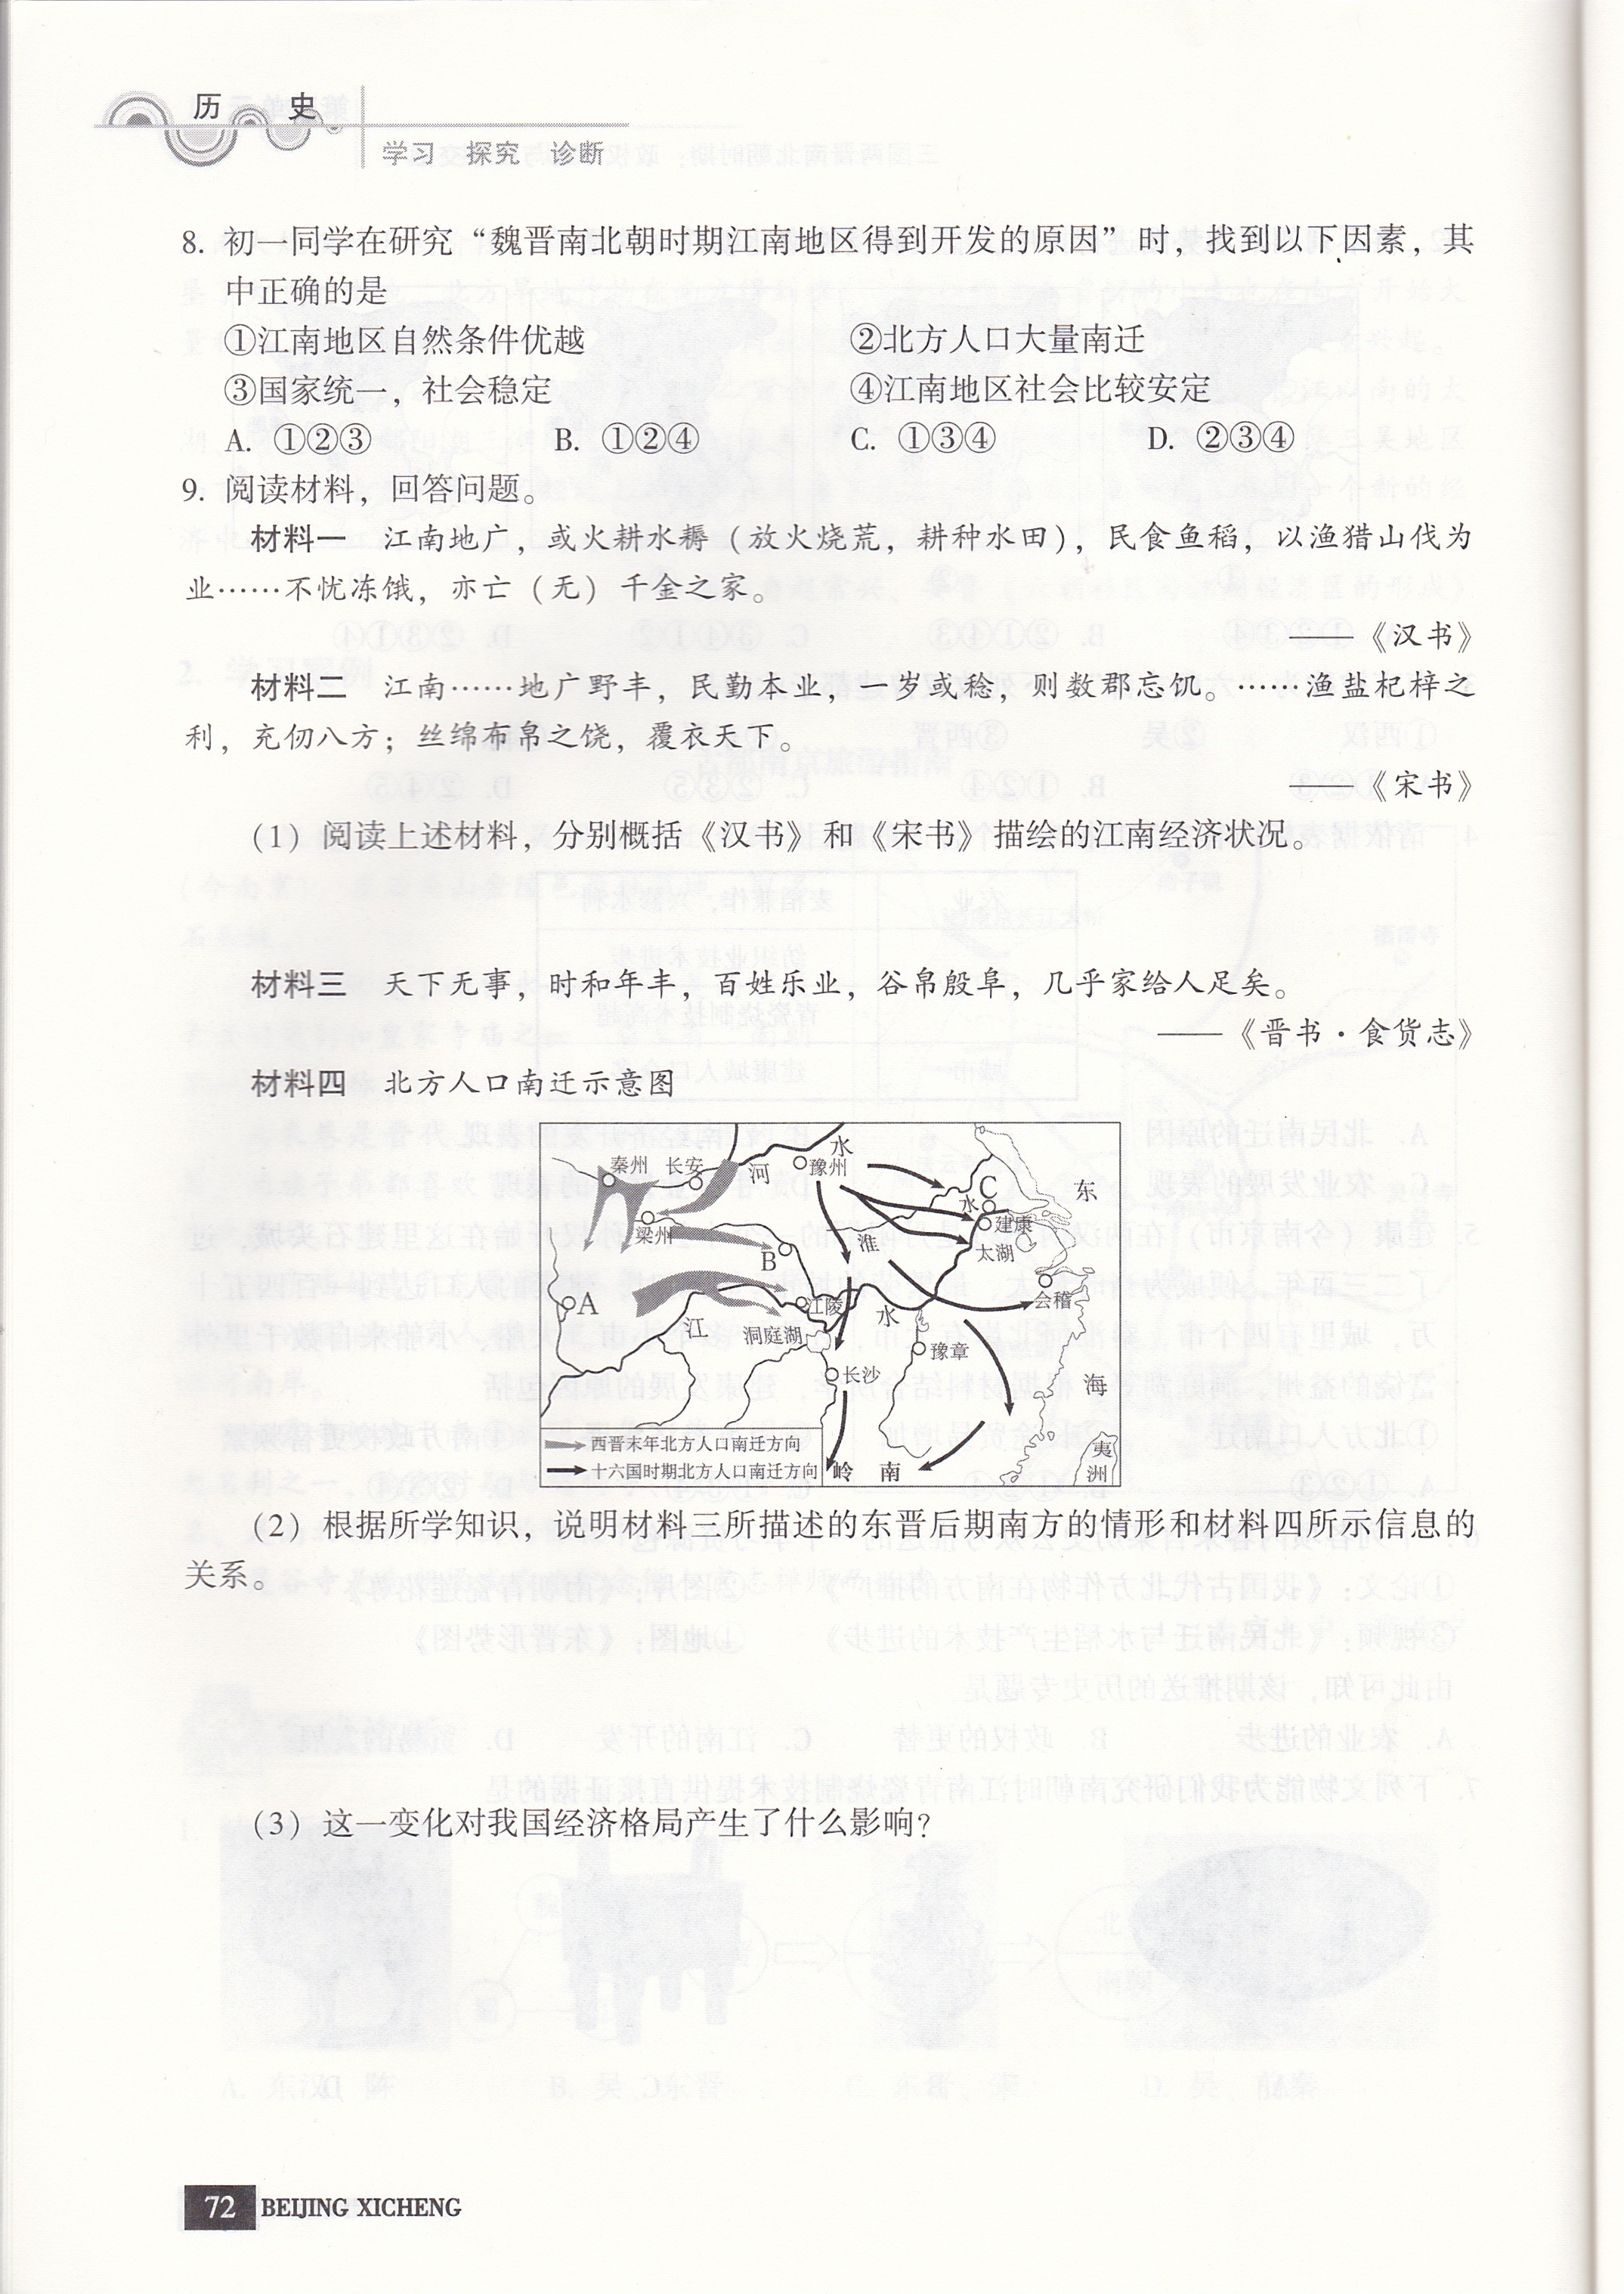 历 史
学习 探究 诊断
8. 初一同学在研究“魏晋南北朝时期江南地区得到开发的原因”时，找到以下因素，其
中正确的是
①江南地区自然条件优越 ②北方人口大量南迁
③国家统一，社会稳定 ④江南地区社会比较安定
A. ①②③ B. ①②④ C. ①③④ D. ②③④
9. 阅读材料，回答问题。
材料一 江南地广，或火耕水耨（放火烧荒，耕种水田），民食鱼稻，以渔猎山伐为
业……不忧冻饿，亦亡（无）千金之家。
——《汉书》
材料二 江南……地广野丰，民勤本业，一岁或稔，则数郡忘饥。……渔盐杞梓之
利，充仞八方；丝绵布帛之饶，覆衣天下。
——《宋书》
（1）阅读上述材料，分别概括《汉书》和《宋书》描绘的江南经济状况。
材料三 天下无事，时和年丰，百姓乐业，谷帛殷阜，几乎家给人足矣。
——《晋书·食货志》
材料四 北方人口南迁示意图
水
秦州 长安 河 豫州
C 东
水
梁州 建康
淮
B 太湖
A 江陵 会稽
江 洞庭湖 水
豫章
长沙
海
西晋末年北方人口南迁方向
十六国时期北方人口南迁方向
岭 南
夷
洲
（2）根据所学知识，说明材料三所描述的东晋后期南方的情形和材料四所示信息的
关系。
（3）这一变化对我国经济格局产生了什么影响？
72 BEIJING XICHENG